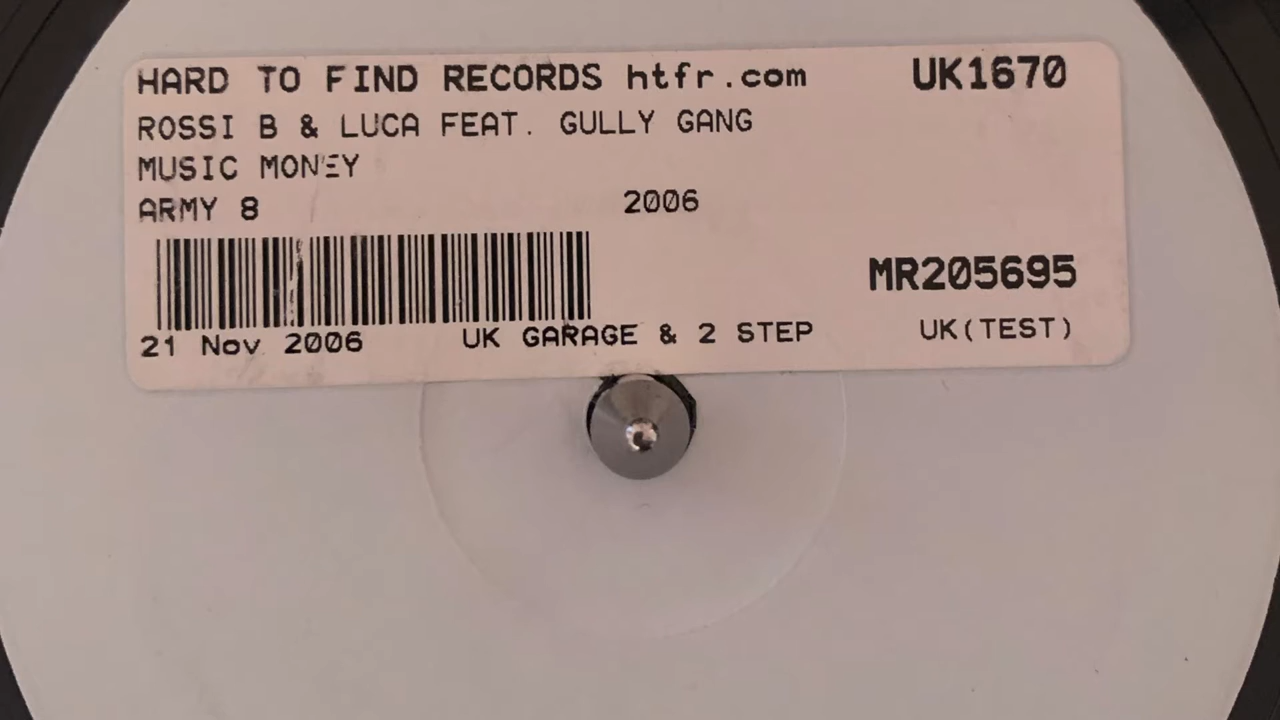 HARD TO FIND RECORDS htfr.com UK1670
ROSSI B & LUCA FEAT. GULLY GANG
MUSIC MONEY
ARMY 8 2006
MR205695
21 Nov 2006 UK GARAGE & 2 STEP UK(TEST)